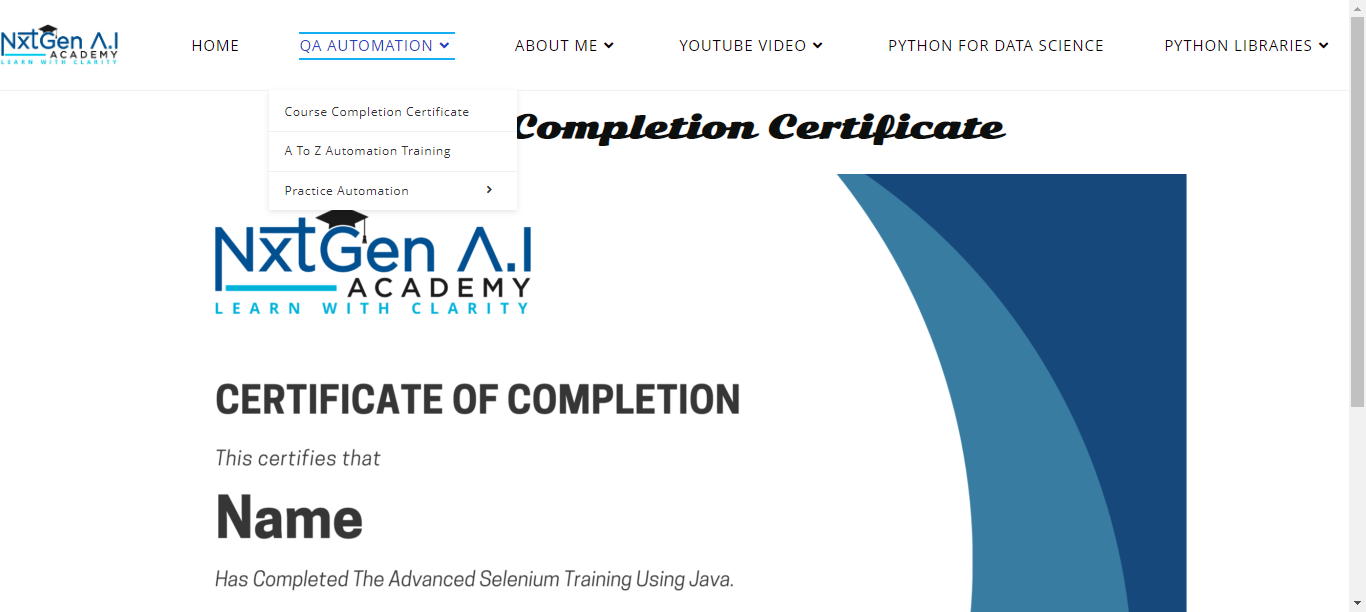 NxtGen A.I
ACADEMY
LEARN WITH CLARITY
HOME
QA AUTOMATION
ABOUT ME
YOUTUBE VIDEO
PYTHON FOR DATA SCIENCE
PYTHON LIBRARIES
Course Completion Certificate
A To Z Automation Training
Practice Automation
Completion Certificate
NxtGen A.I
ACADEMY
LEARN WITH CLARITY
CERTIFICATE OF COMPLETION
This certifies that
Name
Has Completed The Advanced Selenium Training Using Java.